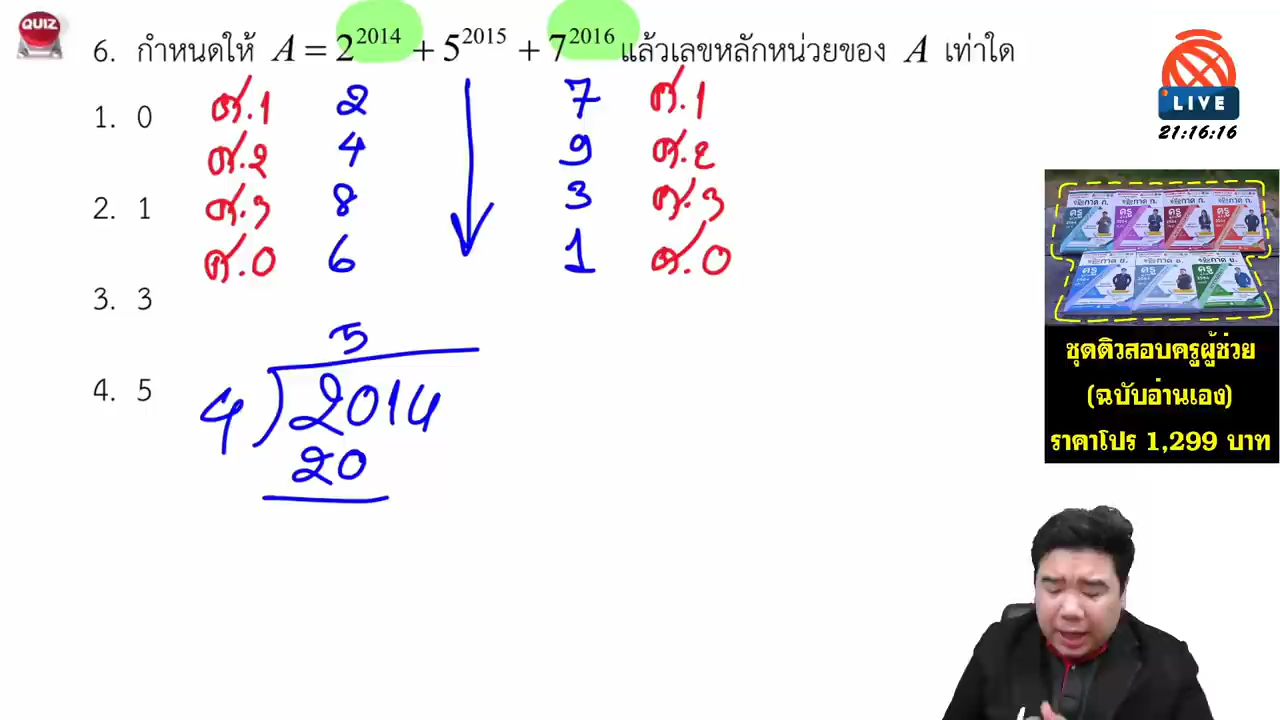 QUIZ
6. กำหนดให้ A = 2^2014 + 5^2015 + 7^2016 แล้วเลขหลักหน่วยของ A เท่าใด
1. 0
2. 1
3. 3
4. 5
ศ.1 2 7 ศ.1
ศ.2 4 9 ศ.2
ศ.3 8 3 ศ.3
ศ.0 6 1 ศ.0
5
4 2014
20
LIVE
21:16:16
ชุดติวสอบครูผู้ช่วย
(ฉบับอ่านเอง)
ราคาโปร 1,299 บาท